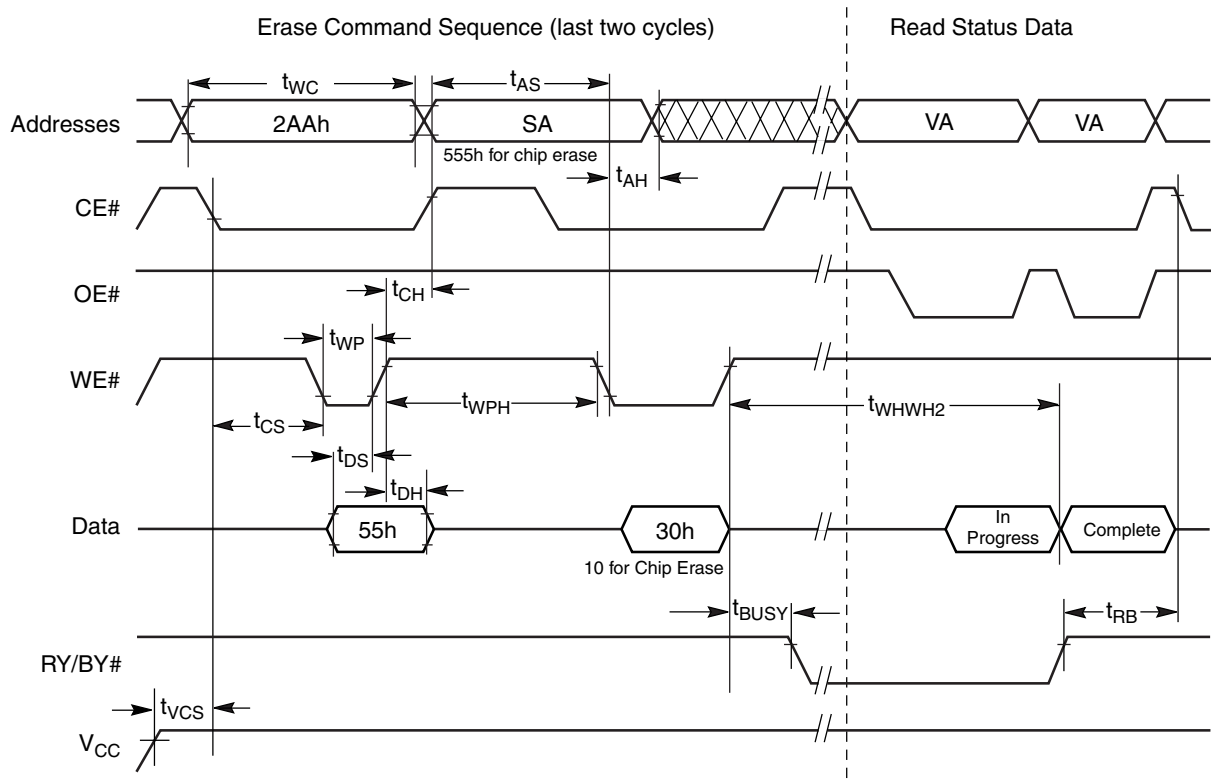 Erase Command Sequence (last two cycles)
Read Status Data
tWC
tAS
Addresses
2AAh
SA
VA
VA
555h for chip erase
tAH
CE#
OE#
tCH
tWP
WE#
tWPH
tWHWH2
tCS
tDS
tDH
Data
55h
30h
In
Progress
Complete
10 for Chip Erase
tBUSY
tRB
RY/BY#
tVCS
VCC